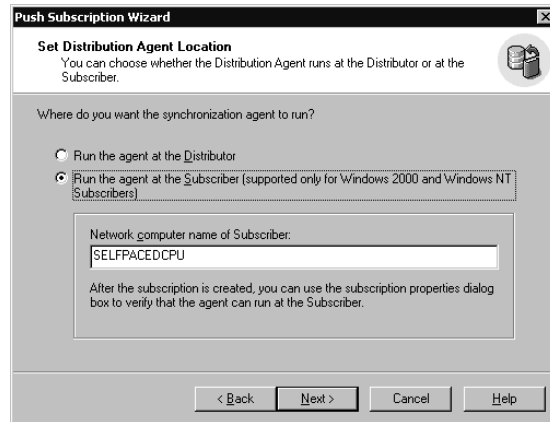 Push Subscription Wizard
Set Distribution Agent Location
You can choose whether the Distribution Agent runs at the Distributor or at the
Subscriber.
Where do you want the synchronization agent to run?
Run the agent at the Distributor
Run the agent at the Subscriber (supported only for Windows 2000 and Windows NT
Subscribers)
Network computer name of Subscriber:
SELFPACEDCPU
After the subscription is created, you can use the subscription properties dialog
box to verify that the agent can run at the Subscriber.
< Back Next > Cancel Help